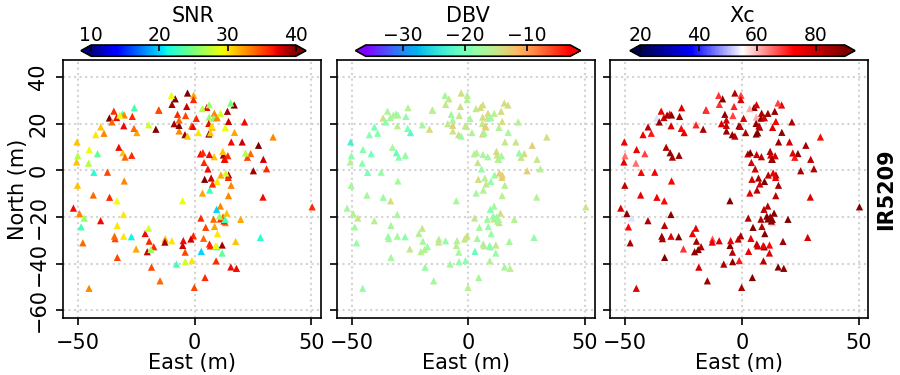 SNR DBV Xc
10 20 30 40 −30 −20 −10 20 40 60 80
40
20
0
−20
−40
−60
North (m)
IR5209
−50 0 50 −50 0 50 −50 0 50
East (m) East (m) East (m)